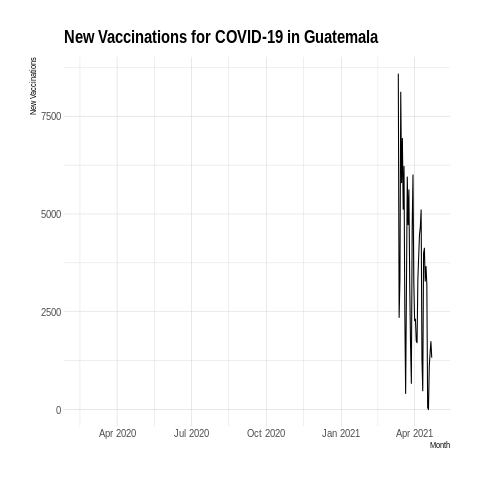 New Vaccinations for COVID-19 in Guatemala
New Vaccinations
7500
5000
2500
0
Apr 2020
Jul 2020
Oct 2020
Jan 2021
Apr 2021
Month